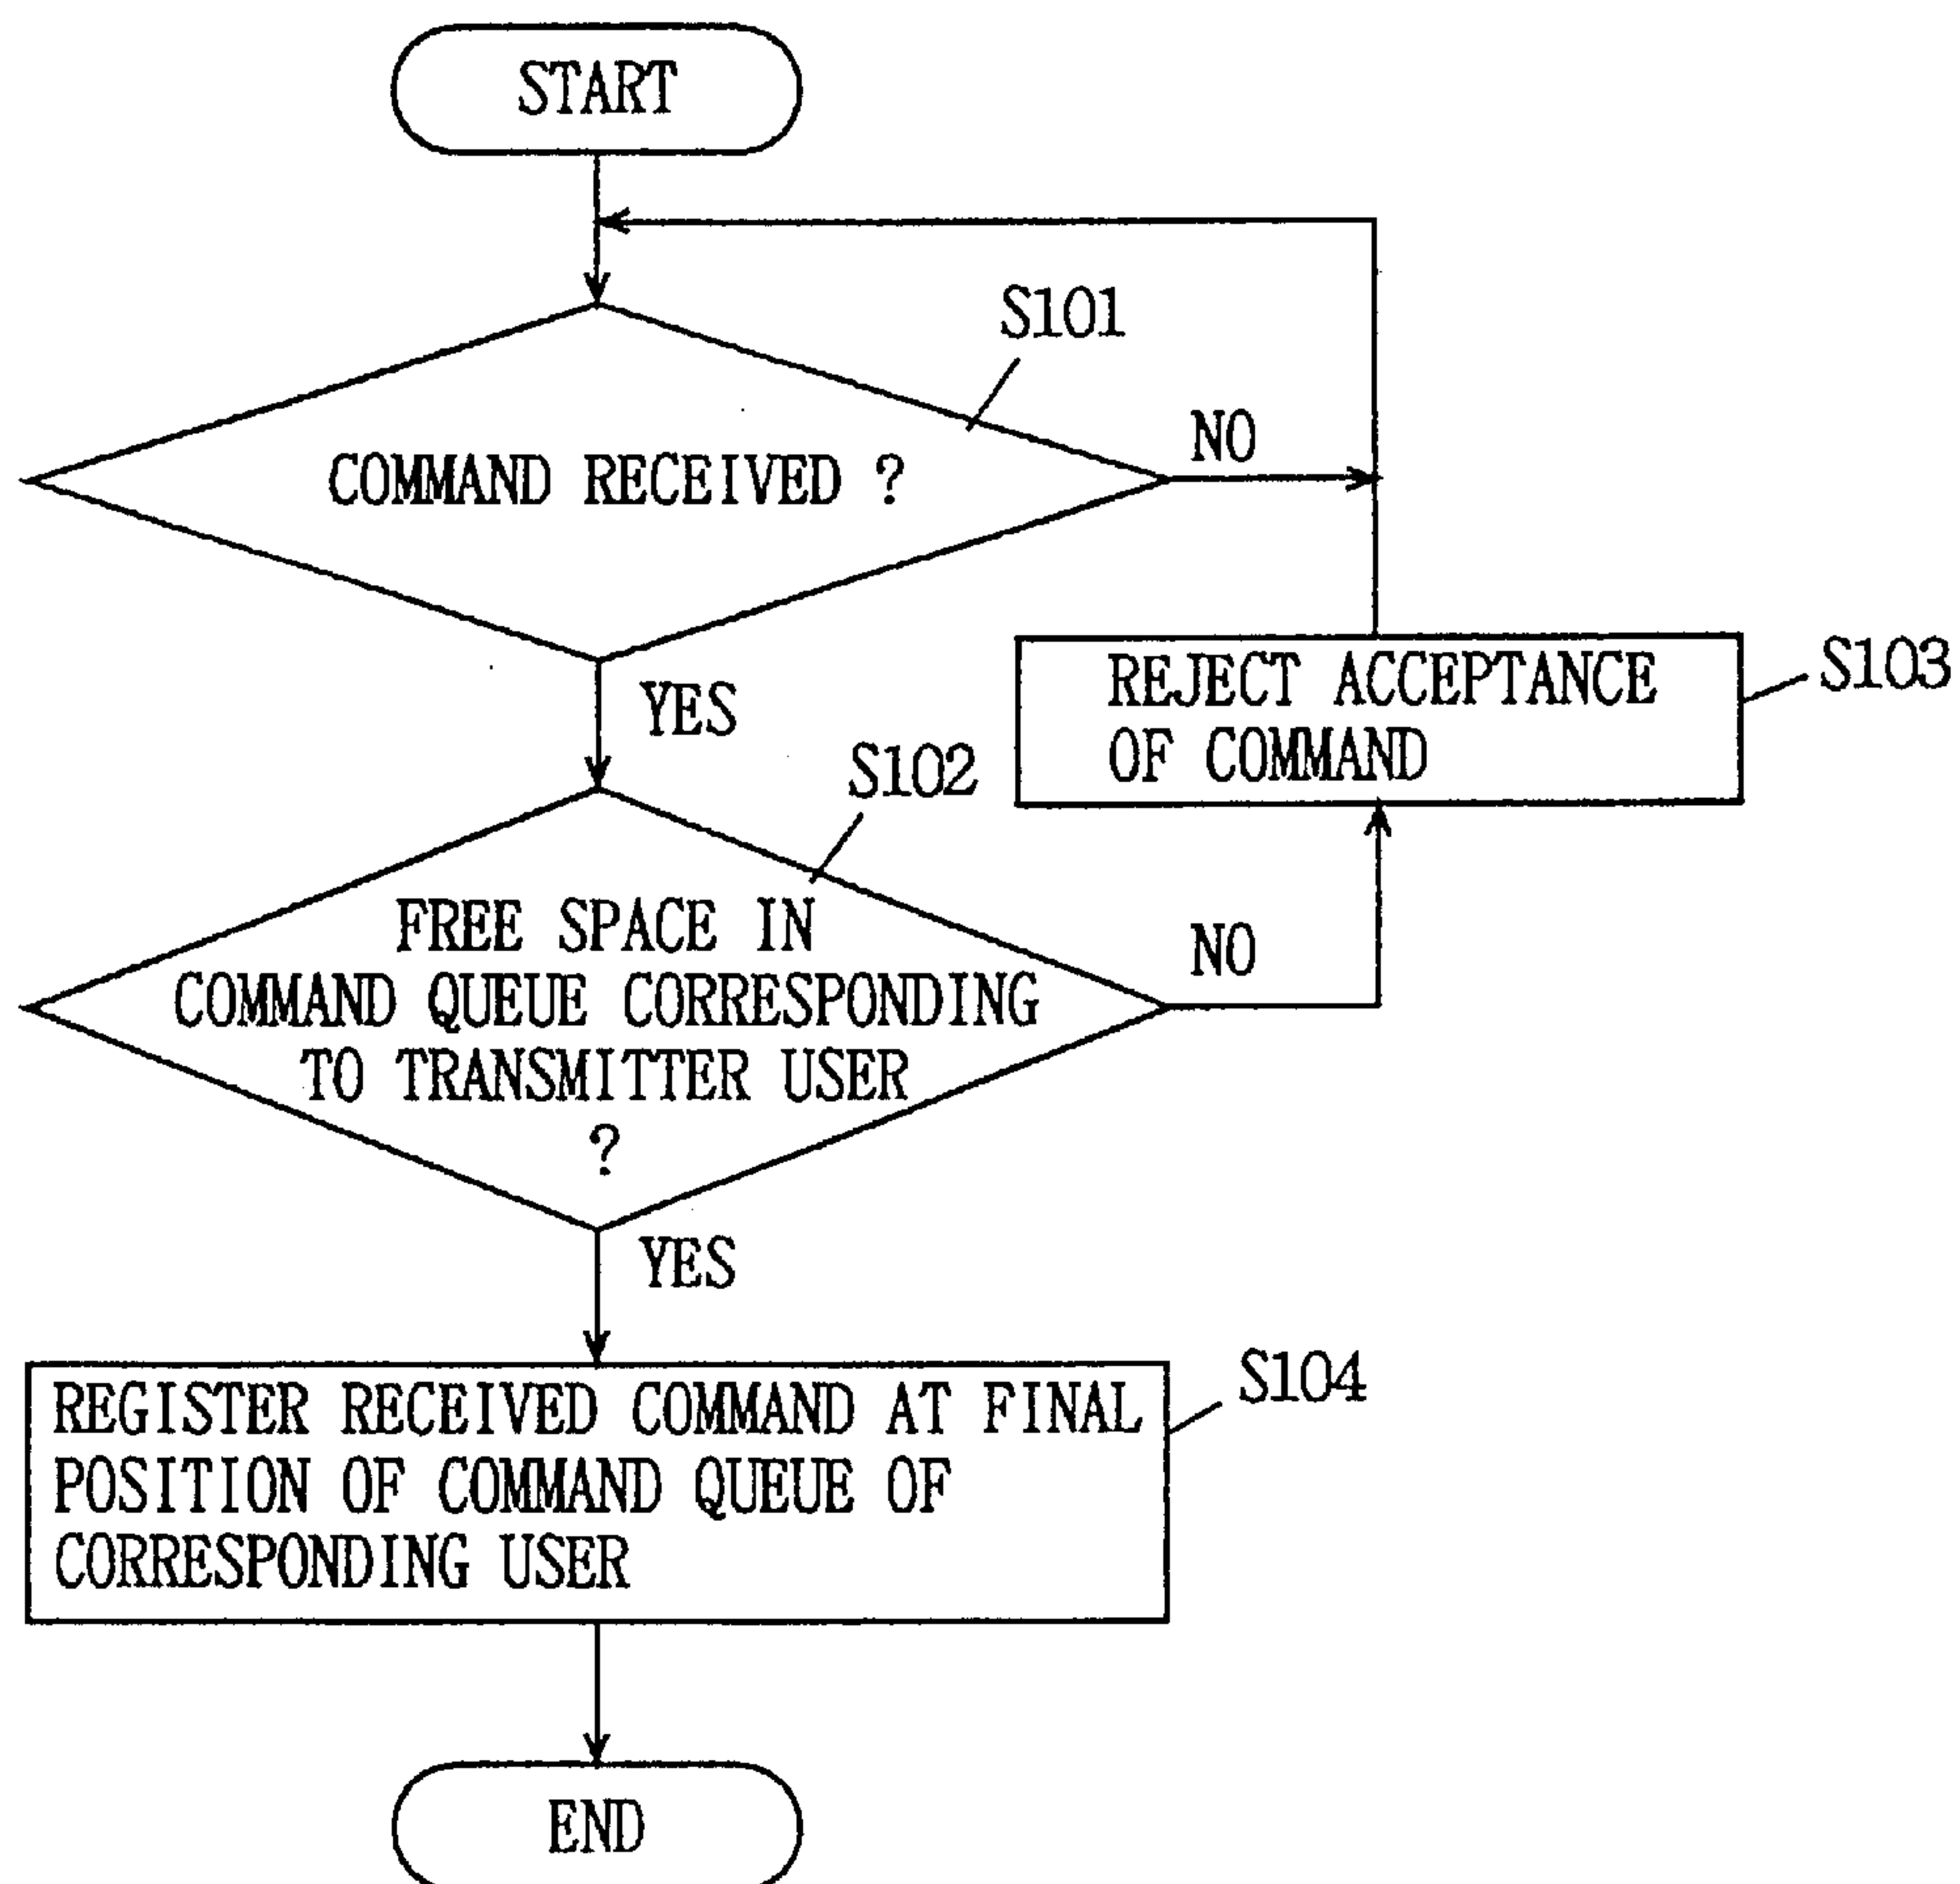 START
S101
COMMAND RECEIVED ?
NO
YES
REJECT ACCEPTANCE
OF COMMAND
S103
S102
FREE SPACE IN
COMMAND QUEUE CORRESPONDING
TO TRANSMITTER USER
?
NO
YES
REGISTER RECEIVED COMMAND AT FINAL
POSITION OF COMMAND QUEUE OF
CORRESPONDING USER
S104
END